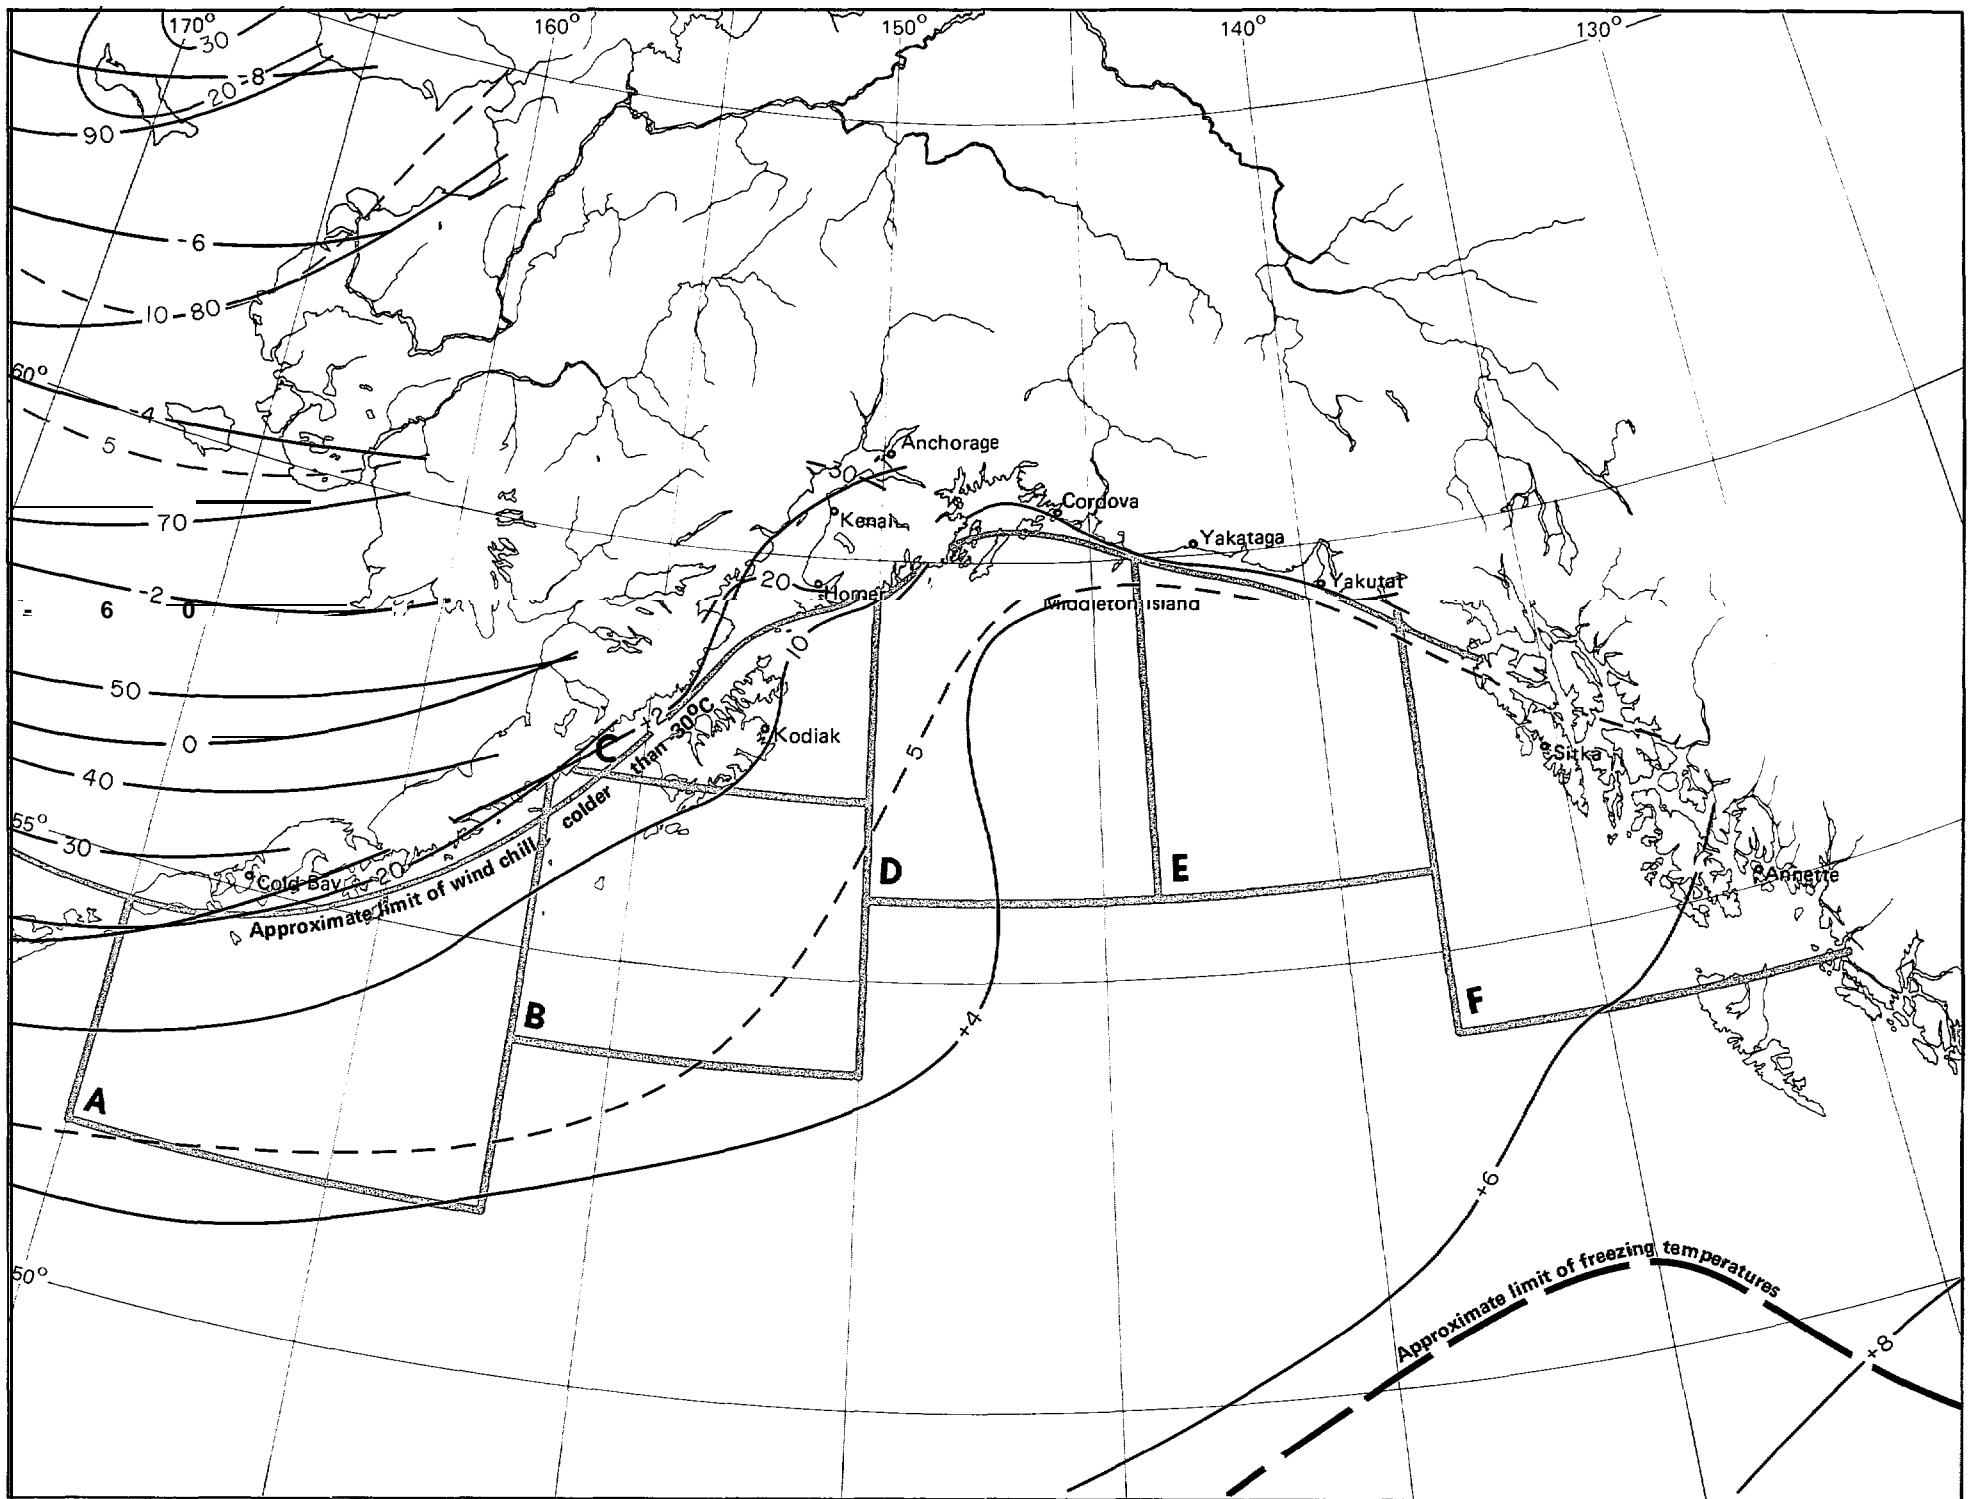 170°
160°
150°
140°
130°
30
20
-8
90
-6
10
-80
60°
-4
5
Anchorage
30
Cordova
Kenai
70
Yakataga
20
Yakutat
-2
Homer
- 6 0
Middleton Island
10
50
+2
Kodiak
0
C
5
Sitka
40
than -30°C
colder
55°
30
Cold Bay
20
Approximate limit of wind chill
D
E
Annette
B
F
+4
A
+6
50°
Approximate limit of freezing temperatures
+8